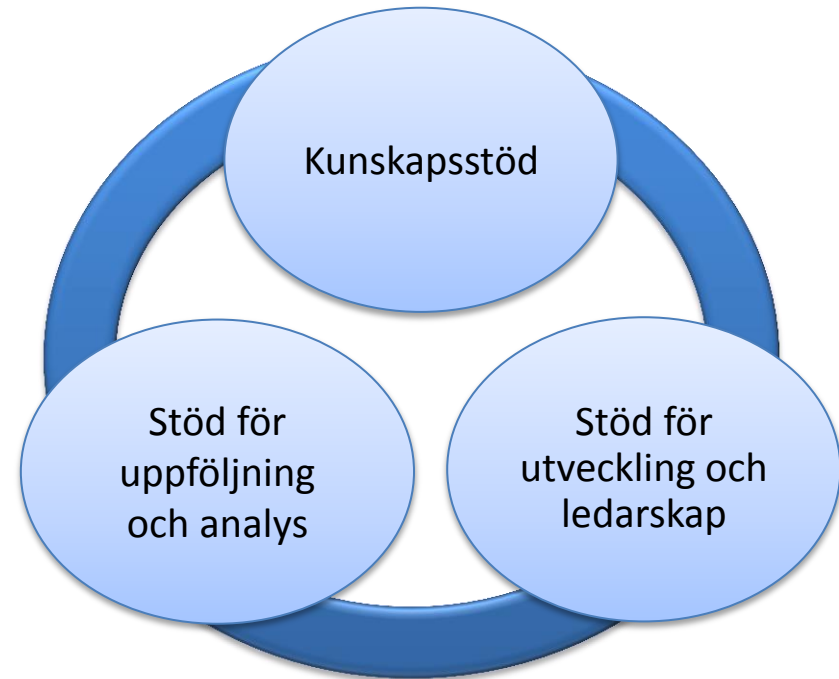 Kunskapsstöd
Stöd för
uppföljning
och analys
Stöd för
utveckling och
ledarskap